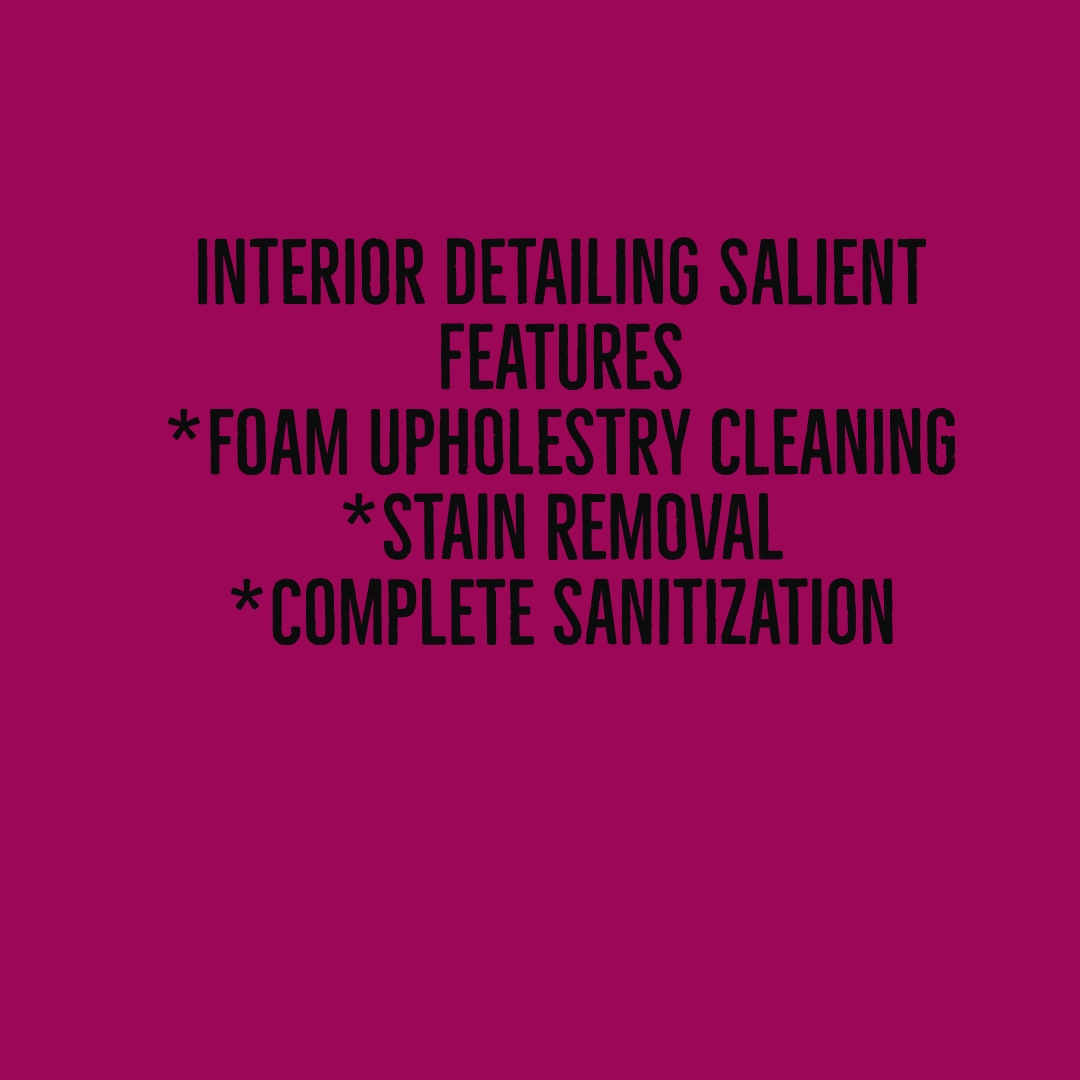 INTERIOR DETAILING SALIENT
FEATURES
*FOAM UPHOLESTRY CLEANING
*STAIN REMOVAL
*COMPLETE SANITIZATION